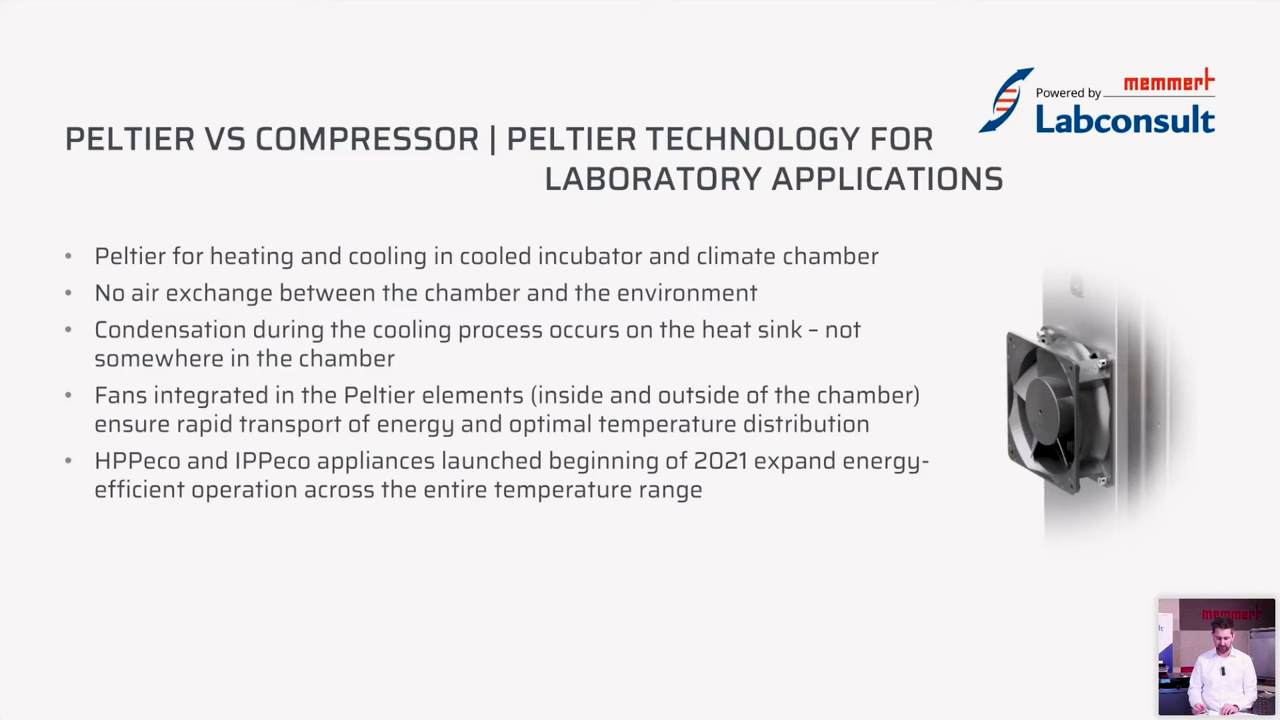 Powered by memmert
Labconsult
PELTIER VS COMPRESSOR | PELTIER TECHNOLOGY FOR
LABORATORY APPLICATIONS
• Peltier for heating and cooling in cooled incubator and climate chamber
• No air exchange between the chamber and the environment
• Condensation during the cooling process occurs on the heat sink – not
somewhere in the chamber
• Fans integrated in the Peltier elements (inside and outside of the chamber)
ensure rapid transport of energy and optimal temperature distribution
• HPPeco and IPPeco appliances launched beginning of 2021 expand energy-
efficient operation across the entire temperature range
memmert